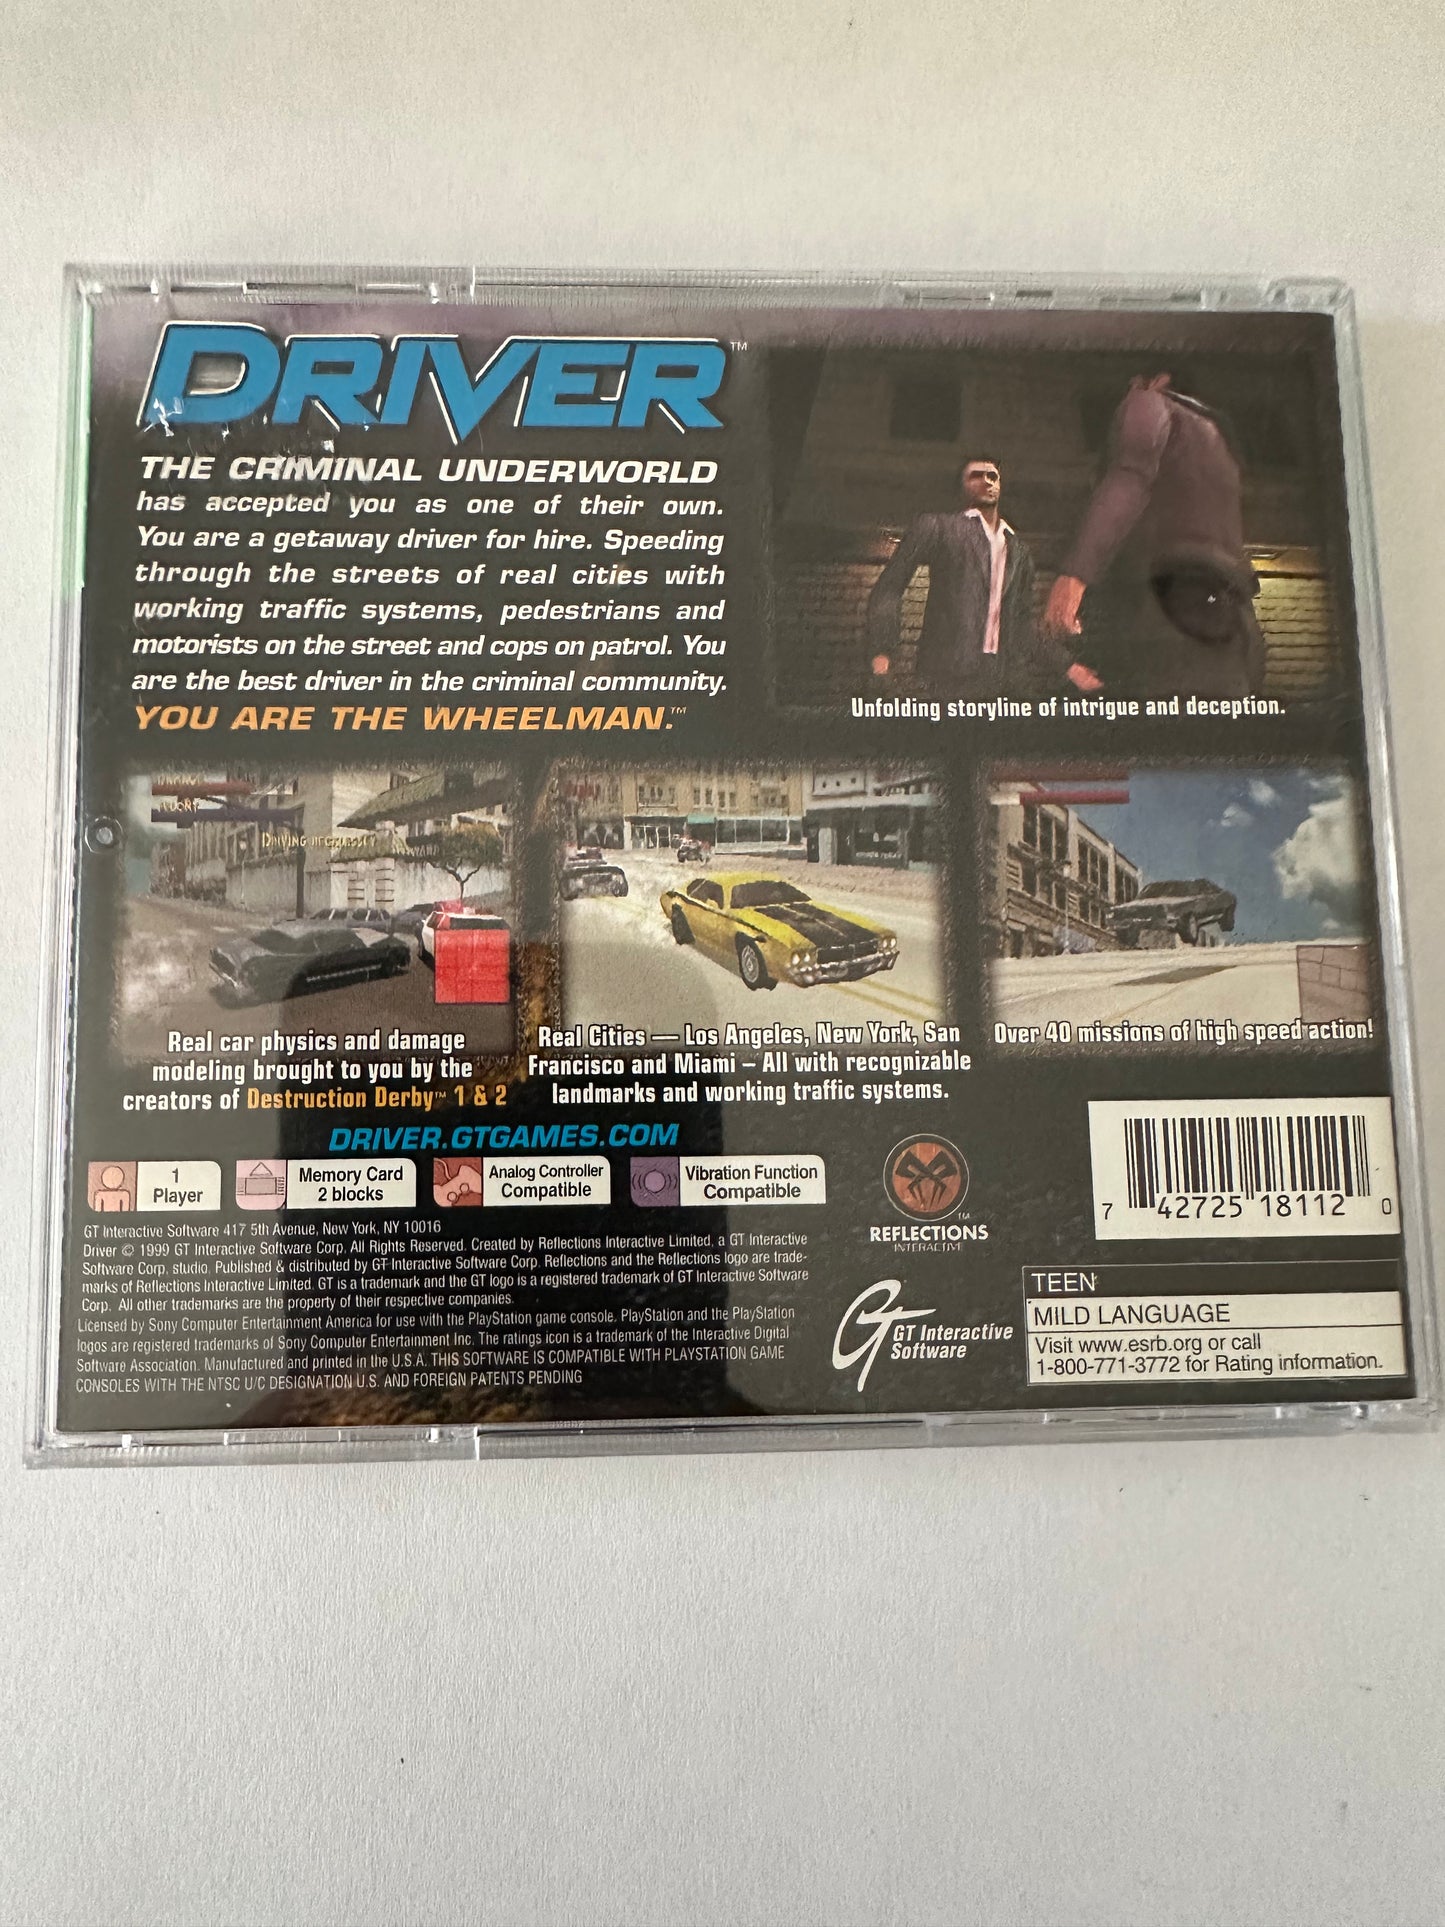 DRIVER™
THE CRIMINAL UNDERWORLD
has accepted you as one of their own.
You are a getaway driver for hire. Speeding
through the streets of real cities with
working traffic systems, pedestrians and
motorists on the street and cops on patrol. You
are the best driver in the criminal community.
YOU ARE THE WHEELMAN.™
Unfolding storyline of intrigue and deception.
Real car physics and damage
modeling brought to you by the
creators of Destruction Derby™ 1 & 2
Real Cities — Los Angeles, New York, San
Francisco and Miami – All with recognizable
landmarks and working traffic systems.
Over 40 missions of high speed action!
DRIVER.GTGAMES.COM
1
Player
Memory Card
2 blocks
Analog Controller
Compatible
Vibration Function
Compatible
GT Interactive Software 417 5th Avenue, New York, NY 10016
Driver © 1999 GT Interactive Software Corp. All Rights Reserved. Created by Reflections Interactive Limited, a GT Interactive
Software Corp. studio. Published & distributed by GT Interactive Software Corp. Reflections and the Reflections logo are trade-
marks of Reflections Interactive Limited. GT is a trademark and the GT logo is a registered trademark of GT Interactive Software
Corp. All other trademarks are the property of their respective companies.
Licensed by Sony Computer Entertainment America for use with the PlayStation game console. PlayStation and the PlayStation
logos are registered trademarks of Sony Computer Entertainment Inc. The ratings icon is a trademark of the Interactive Digital
Software Association. Manufactured and printed in the U.S.A. THIS SOFTWARE IS COMPATIBLE WITH PLAYSTATION GAME
CONSOLES WITH THE NTSC U/C DESIGNATION U.S. AND FOREIGN PATENTS PENDING
TM
REFLECTIONS
INTERACTIVE
GT GT Interactive
Software
7 42725 18112 0
TEEN
MILD LANGUAGE
Visit www.esrb.org or call
1-800-771-3772 for Rating information.